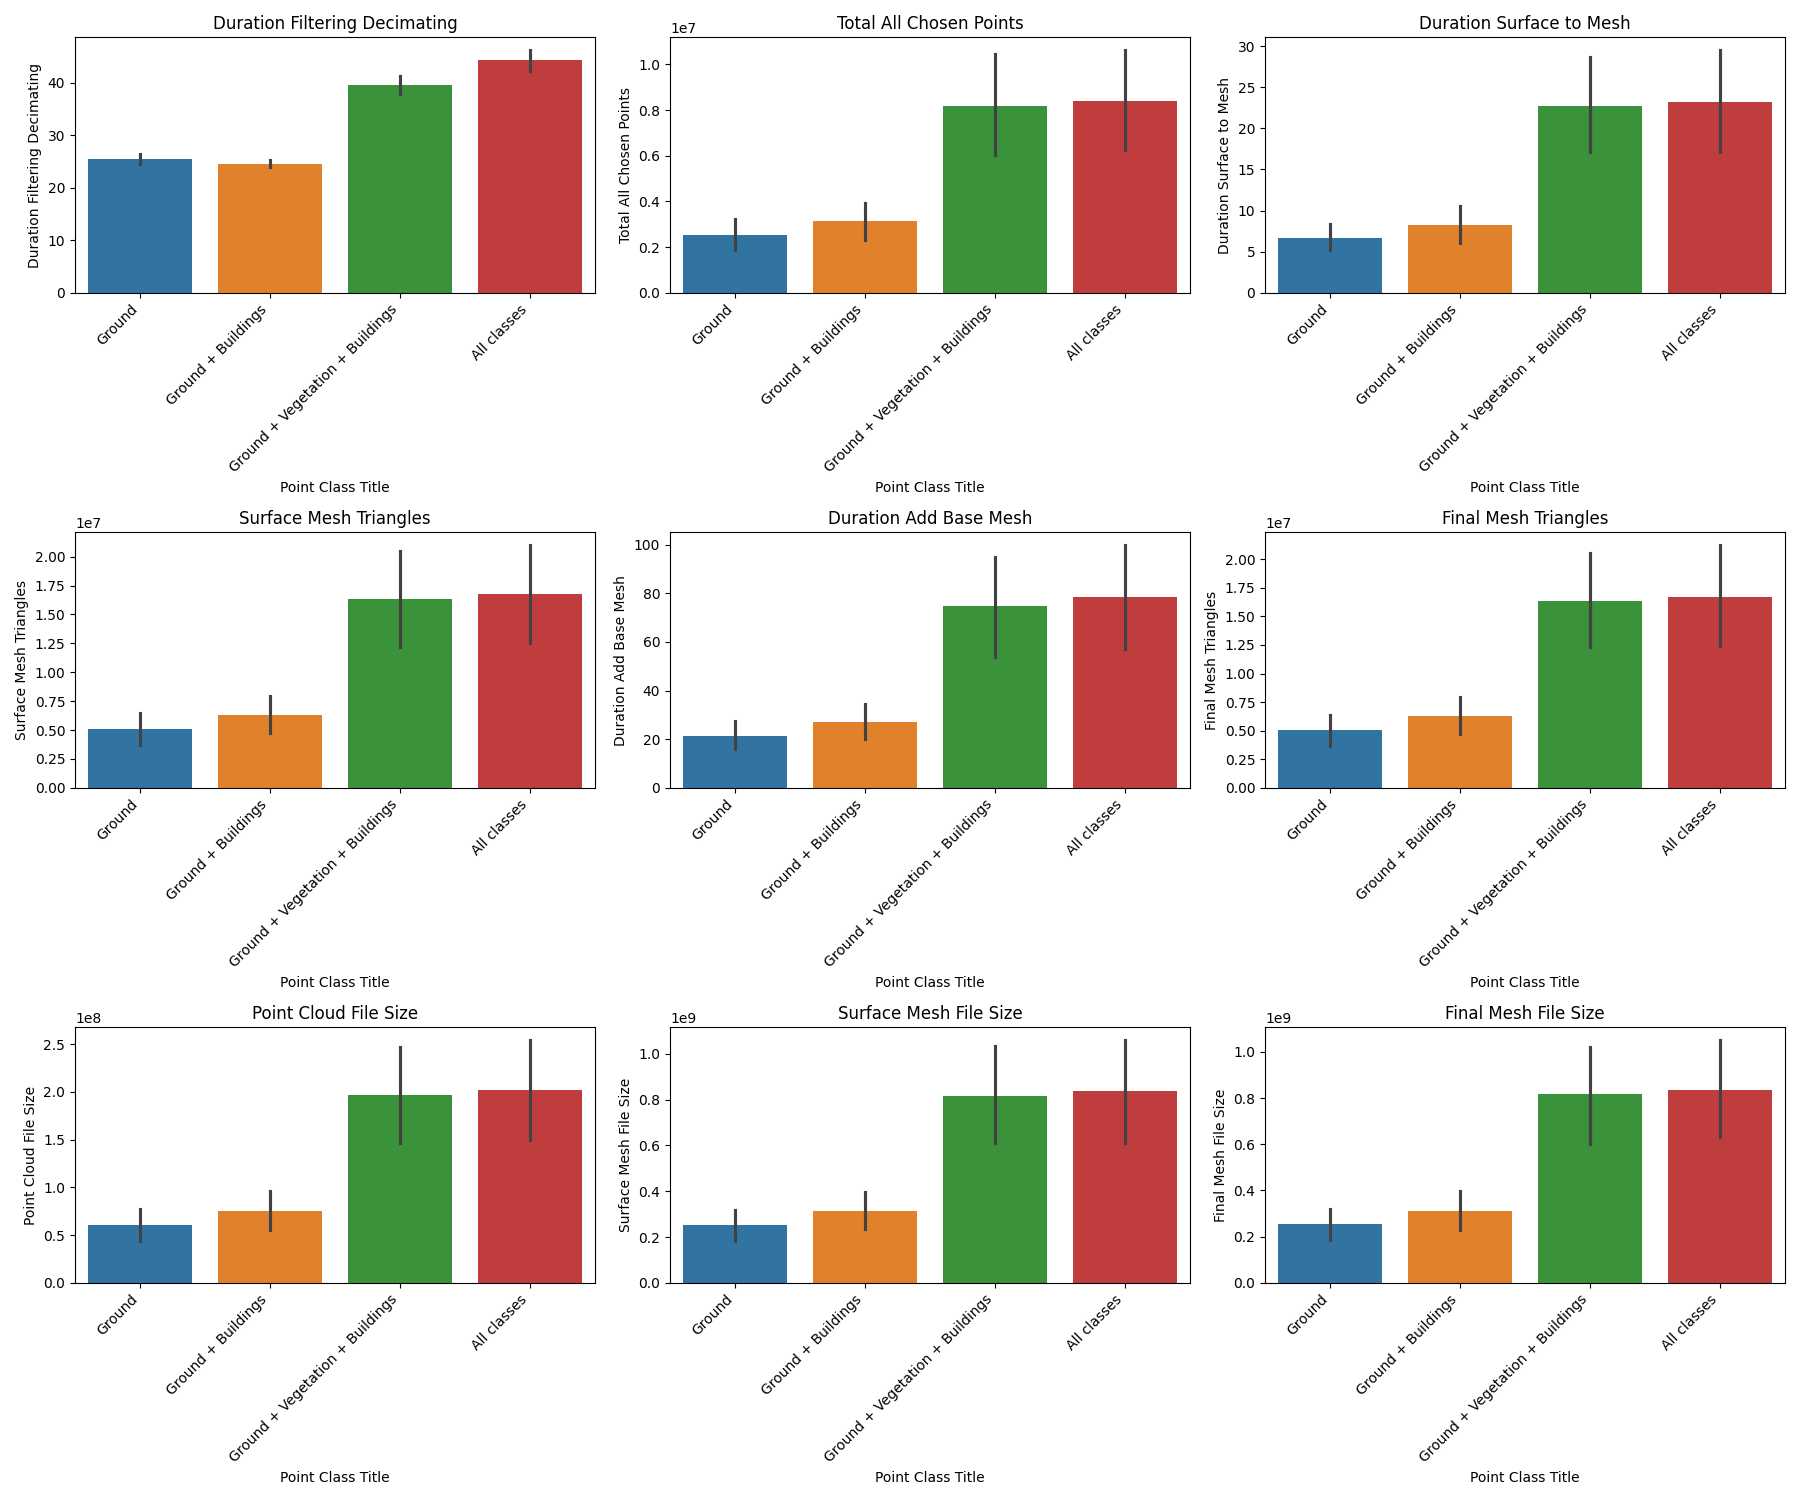 Duration Filtering Decimating
Duration Filtering Decimating
40
30
20
10
0
Ground
Ground + Buildings
Ground + Vegetation + Buildings
All classes
Point Class Title
Total All Chosen Points
1e7
Total All Chosen Points
1.0
0.8
0.6
0.4
0.2
0.0
Ground
Ground + Buildings
Ground + Vegetation + Buildings
All classes
Point Class Title
Duration Surface to Mesh
Duration Surface to Mesh
30
25
20
15
10
5
0
Ground
Ground + Buildings
Ground + Vegetation + Buildings
All classes
Point Class Title
Surface Mesh Triangles
1e7
Surface Mesh Triangles
2.00
1.75
1.50
1.25
1.00
0.75
0.50
0.25
0.00
Ground
Ground + Buildings
Ground + Vegetation + Buildings
All classes
Point Class Title
Duration Add Base Mesh
Duration Add Base Mesh
100
80
60
40
20
0
Ground
Ground + Buildings
Ground + Vegetation + Buildings
All classes
Point Class Title
Final Mesh Triangles
1e7
Final Mesh Triangles
2.00
1.75
1.50
1.25
1.00
0.75
0.50
0.25
0.00
Ground
Ground + Buildings
Ground + Vegetation + Buildings
All classes
Point Class Title
Point Cloud File Size
1e8
Point Cloud File Size
2.5
2.0
1.5
1.0
0.5
0.0
Ground
Ground + Buildings
Ground + Vegetation + Buildings
All classes
Point Class Title
Surface Mesh File Size
1e9
Surface Mesh File Size
1.0
0.8
0.6
0.4
0.2
0.0
Ground
Ground + Buildings
Ground + Vegetation + Buildings
All classes
Point Class Title
Final Mesh File Size
1e9
Final Mesh File Size
1.0
0.8
0.6
0.4
0.2
0.0
Ground
Ground + Buildings
Ground + Vegetation + Buildings
All classes
Point Class Title